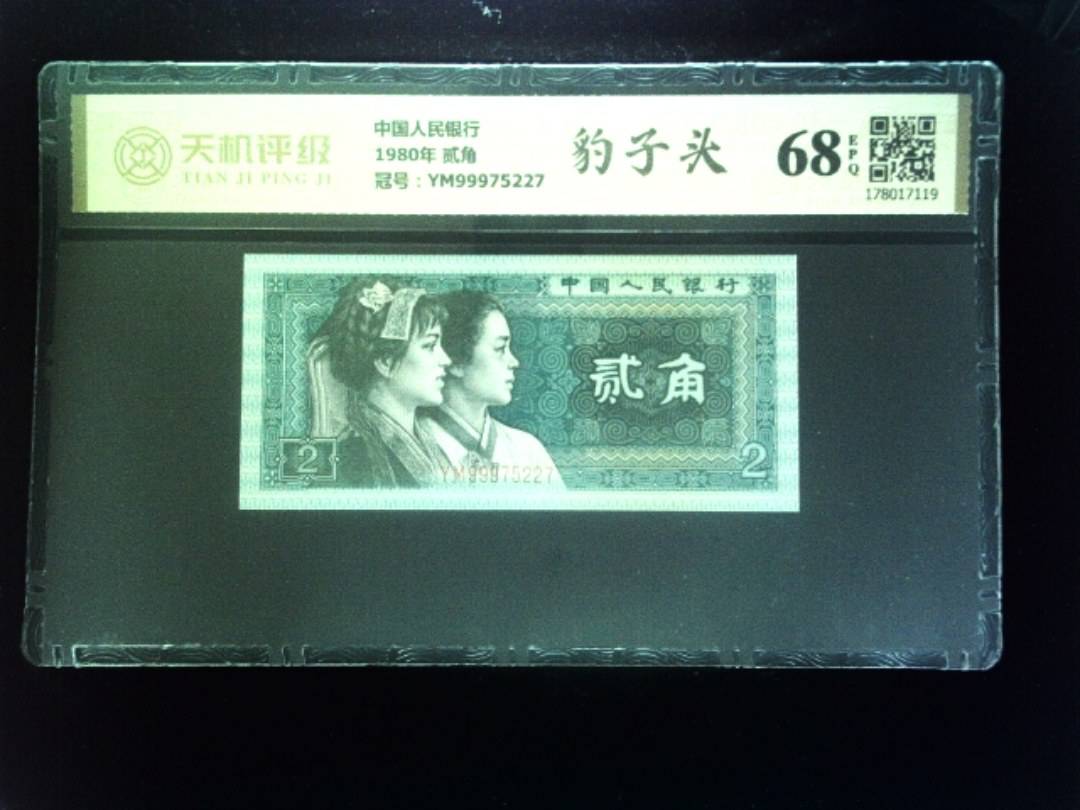 天机评级
TIAN JI PING JI
中国人民银行
1980年 贰角
冠号：YM99975227
豹子头
68
EPQ
178017119
中国人民银行
贰角
2
2
YM99975227